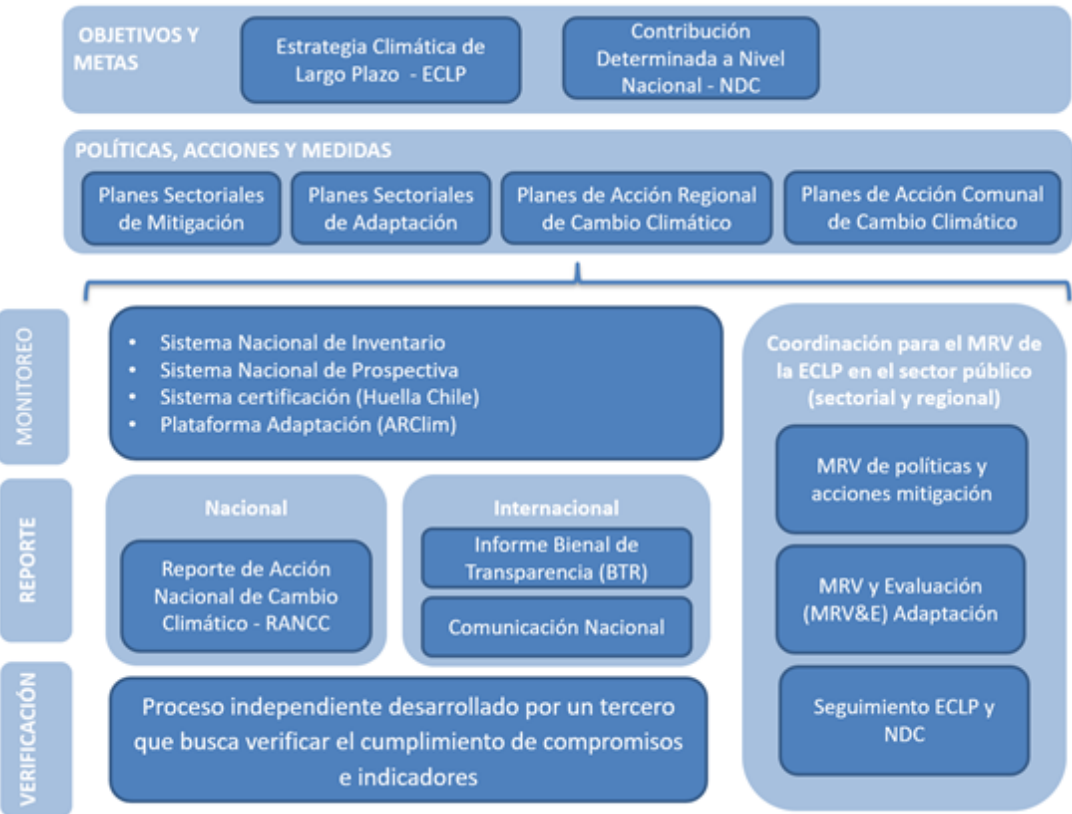 OBJETIVOS Y
METAS
Estrategia Climática de
Largo Plazo - ECLP
Contribución
Determinada a Nivel
Nacional - NDC
POLÍTICAS, ACCIONES Y MEDIDAS
Planes Sectoriales
de Mitigación
Planes Sectoriales
de Adaptación
Planes de Acción Regional
de Cambio Climático
Planes de Acción Comunal
de Cambio Climático
MONITOREO
• Sistema Nacional de Inventario
• Sistema Nacional de Prospectiva
• Sistema certificación (Huella Chile)
• Plataforma Adaptación (ARClim)
REPORTE
Nacional
Reporte de Acción
Nacional de Cambio
Climático - RANCC
Internacional
Informe Bienal de
Transparencia (BTR)
Comunicación Nacional
VERIFICACIÓN
Proceso independiente desarrollado por un tercero
que busca verificar el cumplimiento de compromisos
e indicadores
Coordinación para el MRV de
la ECLP en el sector público
(sectorial y regional)
MRV de políticas y
acciones mitigación
MRV y Evaluación
(MRV&E) Adaptación
Seguimiento ECLP y
NDC